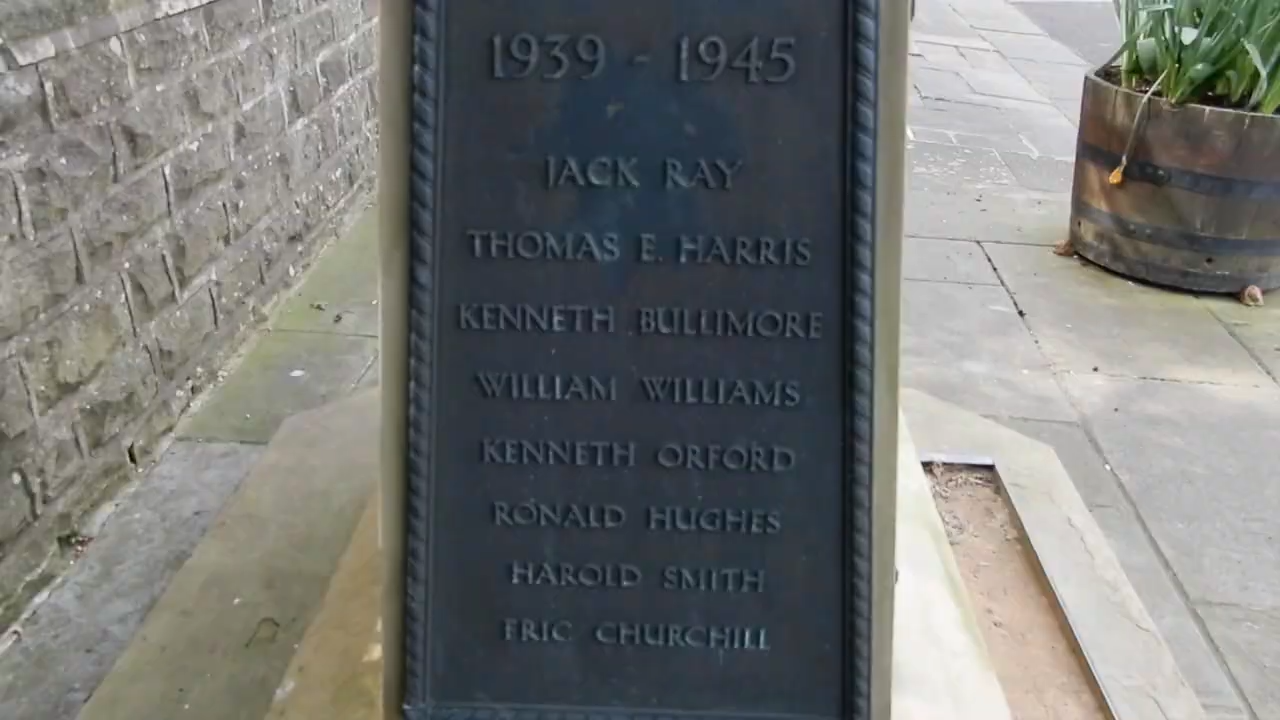 1939 - 1945
JACK RAY
THOMAS E. HARRIS
KENNETH BULLIMORE
WILLIAM WILLIAMS
KENNETH ORFORD
RONALD HUGHES
HAROLD SMITH
ERIC CHURCHILL